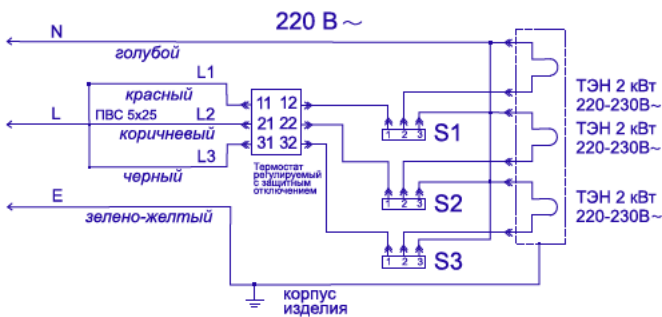 220 В ~
N
голубой
L1
красный
L
ПВС 5х25
L2
коричневый
L3
черный
E
зелено-желтый
11 12
21 22
31 32
Термостат
регулируемый
с защитным
отключением
1 2 3
S1
1 2 3
S2
1 2 3
S3
ТЭН 2 кВт
220-230В~
ТЭН 2 кВт
220-230В~
ТЭН 2 кВт
220-230В~
корпус
изделия